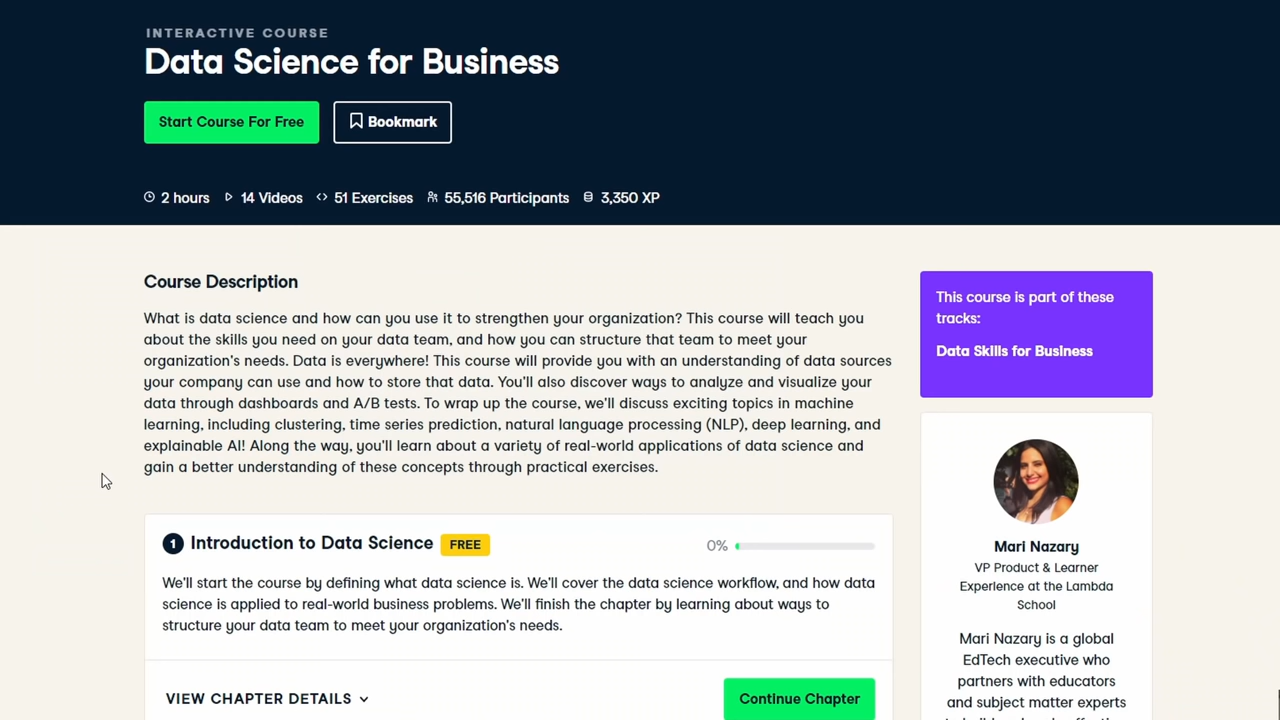 INTERACTIVE COURSE
Data Science for Business
Start Course For Free
Bookmark
2 hours 14 Videos 51 Exercises 55,516 Participants 3,350 XP
Course Description
What is data science and how can you use it to strengthen your organization? This course will teach you
about the skills you need on your data team, and how you can structure that team to meet your
organization's needs. Data is everywhere! This course will provide you with an understanding of data sources
your company can use and how to store that data. You'll also discover ways to analyze and visualize your
data through dashboards and A/B tests. To wrap up the course, we'll discuss exciting topics in machine
learning, including clustering, time series prediction, natural language processing (NLP), deep learning, and
explainable AI! Along the way, you'll learn about a variety of real-world applications of data science and
gain a better understanding of these concepts through practical exercises.
1 Introduction to Data Science FREE 0%
We'll start the course by defining what data science is. We'll cover the data science workflow, and how data
science is applied to real-world business problems. We'll finish the chapter by learning about ways to
structure your data team to meet your organization's needs.
VIEW CHAPTER DETAILS
Continue Chapter
This course is part of these
tracks:
Data Skills for Business
Mari Nazary
VP Product & Learner
Experience at the Lambda
School
Mari Nazary is a global
EdTech executive who
partners with educators
and subject matter experts